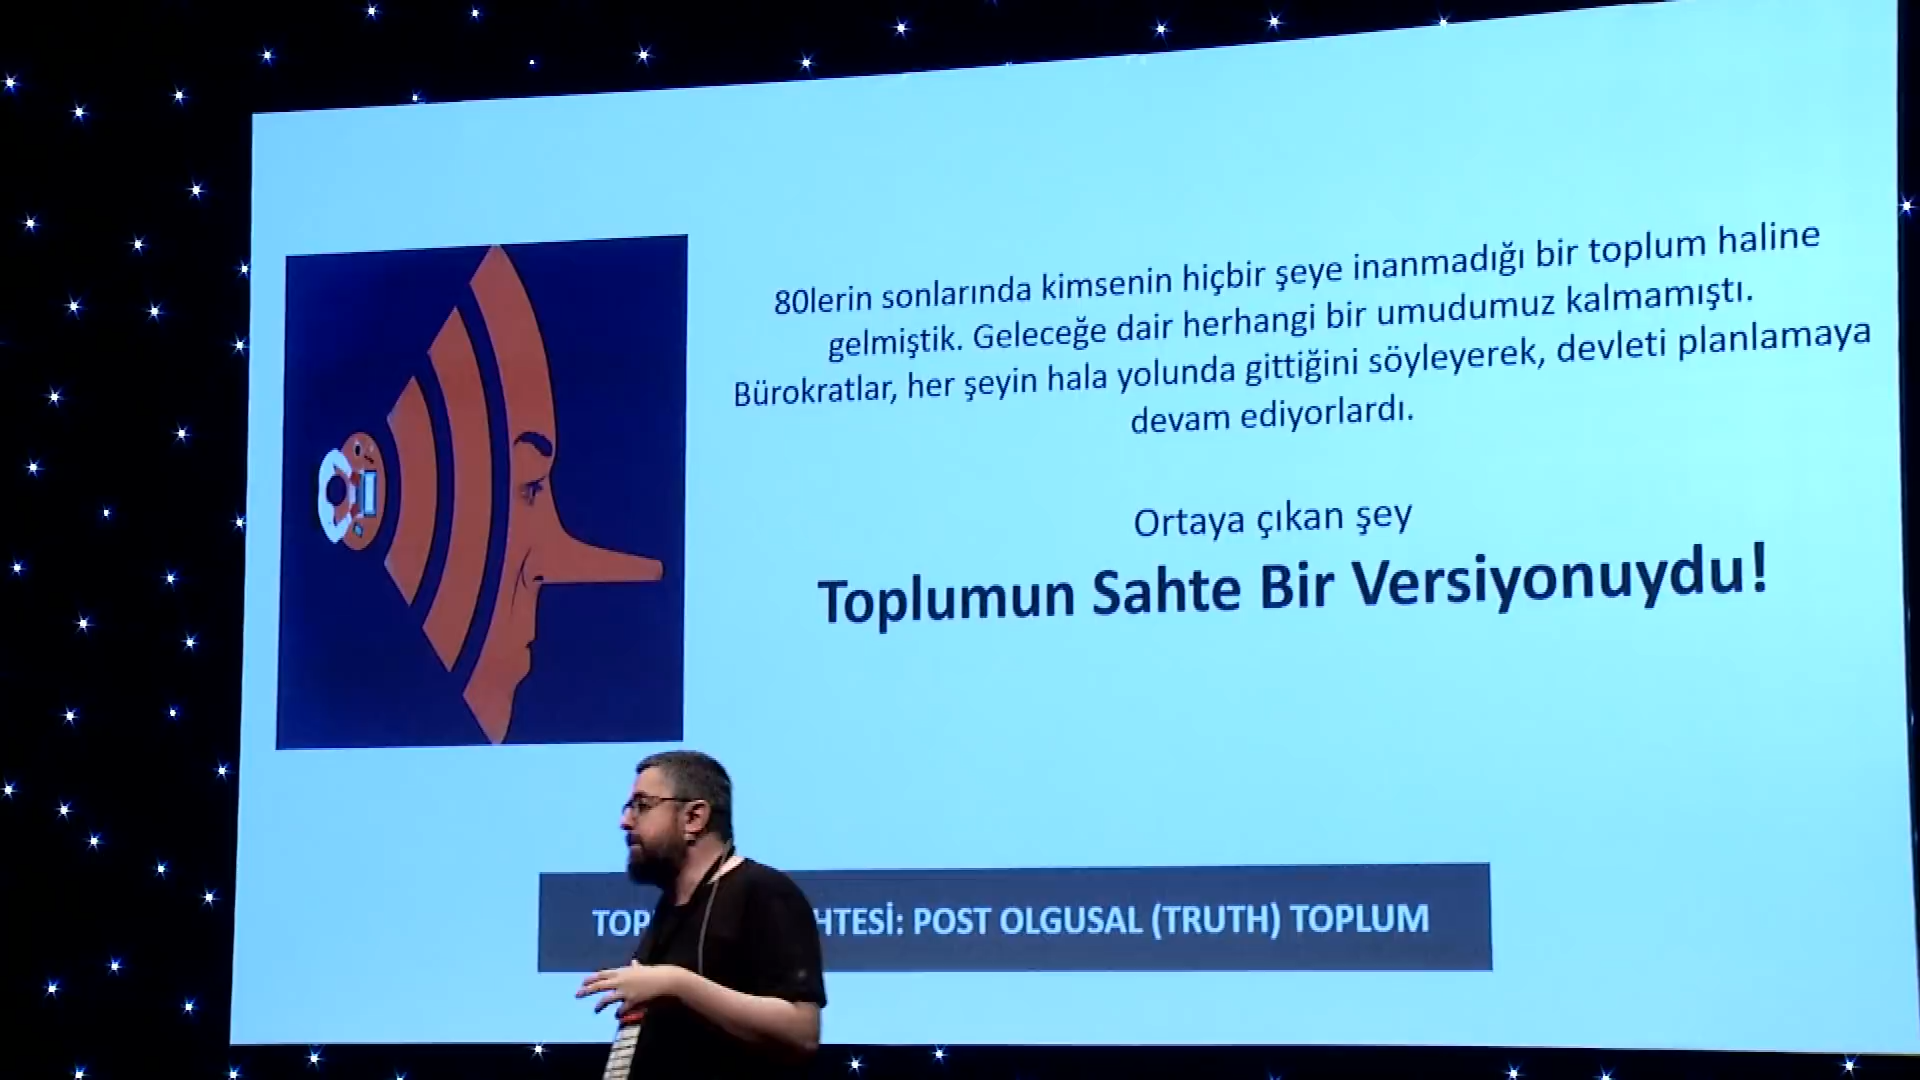 80lerin sonlarında kimsenin hiçbir şeye inanmadığı bir toplum haline
gelmiştik. Geleceğe dair herhangi bir umudumuz kalmamıştı.
Bürokratlar, her şeyin hala yolunda gittiğini söyleyerek, devleti planlamaya
devam ediyorlardı.
Ortaya çıkan şey
Toplumun Sahte Bir Versiyonuydu!
POST OLGUSAL (TRUTH) TOPLUM